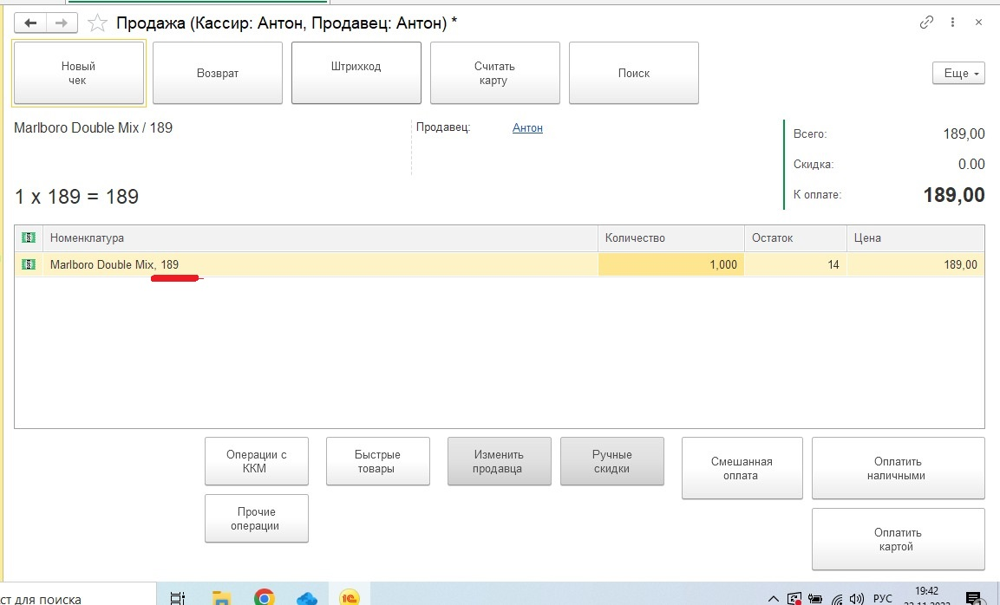 Продажа (Кассир: Антон, Продавец: Антон) *
Новый
чек
Возврат
Штрихкод
Считать
карту
Поиск
Еще
Marlboro Double Mix / 189
Продавец:
Антон
Всего:
189,00
Скидка:
0.00
К оплате:
189,00
1 x 189 = 189
Номенклатура
Количество
Остаток
Цена
Marlboro Double Mix, 189
1,000
14
189,00
Операции с
ККМ
Быстрые
товары
Изменить
продавца
Ручные
скидки
Смешанная
оплата
Оплатить
наличными
Прочие
операции
Оплатить
картой
ст для поиска
1С
РУС
19:42